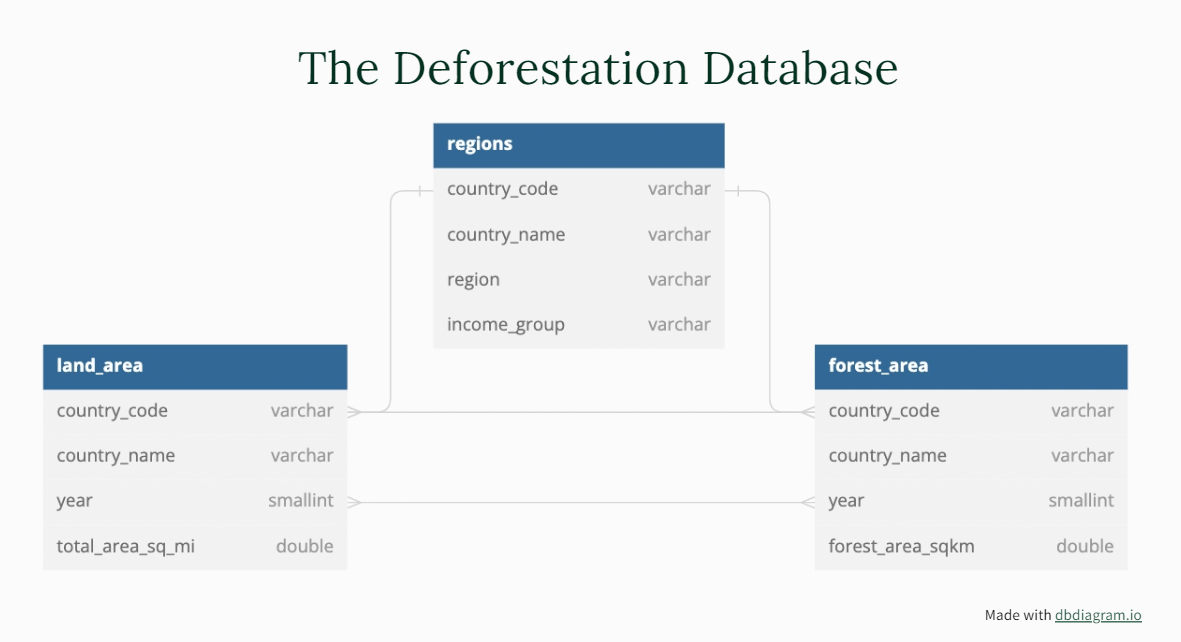 The Deforestation Database
regions
country_code varchar
country_name varchar
region varchar
income_group varchar
land_area
country_code varchar
country_name varchar
year smallint
total_area_sq_mi double
forest_area
country_code varchar
country_name varchar
year smallint
forest_area_sqkm double
Made with dbdiagram.io